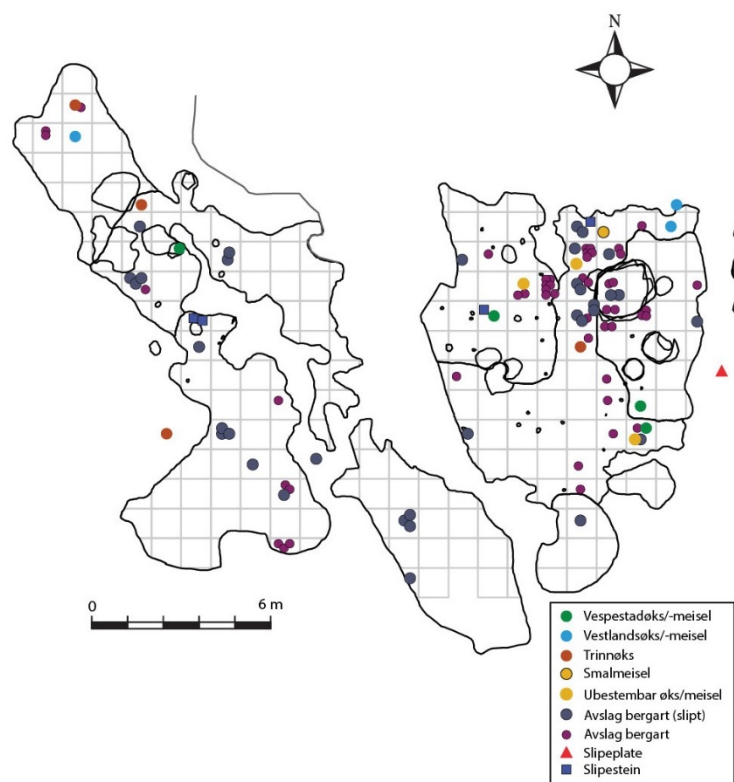 N
0 6 m
Vespestadøks/-meisel
Vestlandsøks/-meisel
Trinnøks
Smalmeisel
Ubestembar øks/meisel
Avslag bergart (slipt)
Avslag bergart
Slipeplate
Slipestein